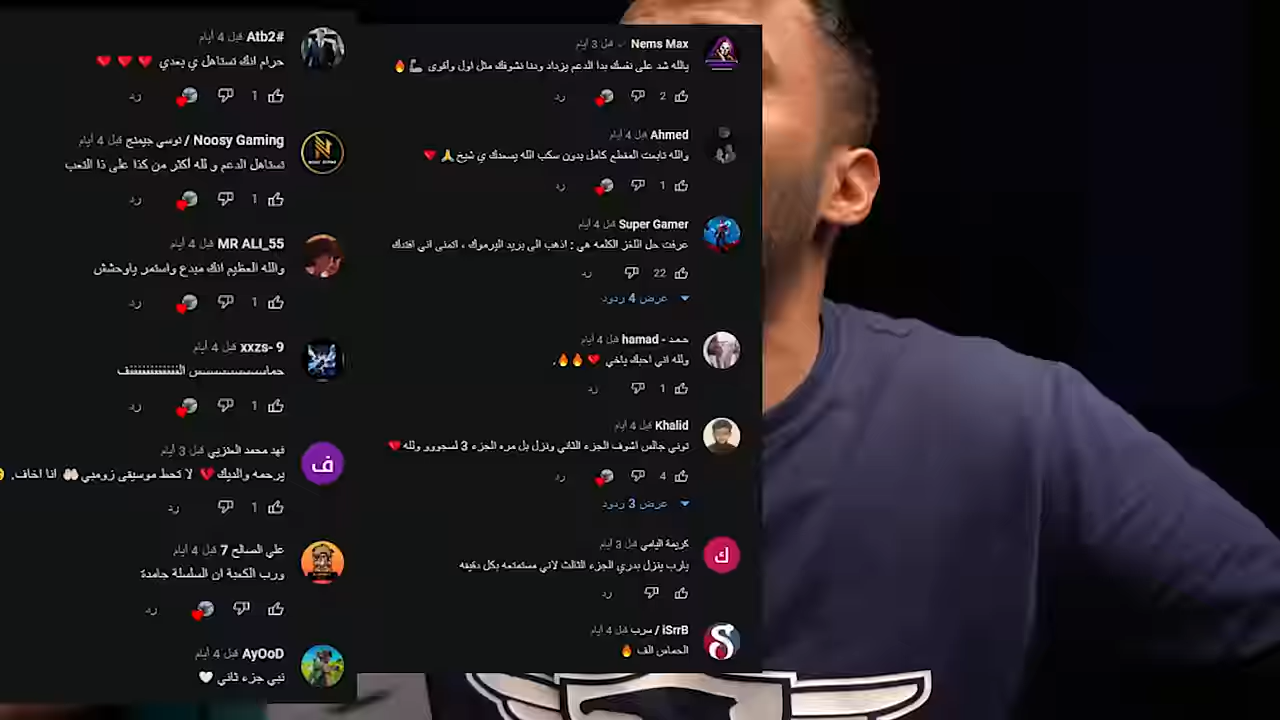 Nems Max قبل 3 أيام
يالله شد على نفسك بدا الدعم يزداد ودنا نشوفك مثل اول وأقوى 💪🏼🔥
2
رد
Ahmed قبل 4 أيام
والله تابعت المقطع كامل بدون سكب الله يسعدك ي شيخ🙏❤️
1
رد
Super Gamer قبل 4 أيام
عرفت حل اللغز الكلمه هي : اذهب الى بريد اليرموك ، اتمنى اني افتدك
22
رد
عرض 4 ردود
حمد - hamad قبل 4 أيام
ولله اني احبك ياخي ❤️🔥🔥.
1
رد
Khalid قبل 4 أيام
توني جالس اشوف الجزء الثاني ونزل بل مره الجزء 3 لسجووو ولله💔
4
رد
عرض 3 ردود
ك
كريمة اليامي قبل 3 أيام
يارب ينزل بدري الجزء الثالث لاني مستمتعه بكل دقيقه
رد
iSrrB / سرب قبل 4 أيام
الحماس الف 🔥
Atb2# قبل 4 أيام
حرام انك تستاهل ي بعدي ❤️ ❤️ ❤️
1
رد
Noosy Gaming / نوسي جيمنج قبل 4 أيام
تستاهل الدعم و لله أكثر من كذا على ذا التعب
1
رد
MR ALI_55 قبل 4 أيام
والله العظيم انك مبدع واستمر ياوحشش
1
رد
xxzs- 9 قبل 4 أيام
1
رد
ف
فهد محمد العنزيي قبل 3 أيام
يرحمه والديك💔 لا تحط موسيقى زومبي 🤲🏻 انا اخاف.
1
رد
علي الصالح 7 قبل 4 أيام
ورب الكعبة ان السلسلة جامدة
رد
AyOoD قبل 4 أيام
تبي جزء ثاني 🤍